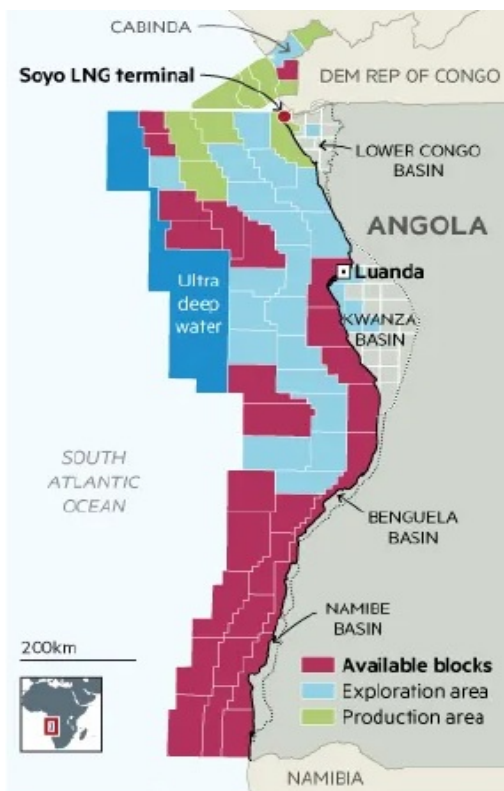 CABINDA
Soyo LNG terminal
DEM REP OF CONGO
LOWER CONGO
BASIN
ANGOLA
Luanda
Ultra
deep
water
KWANZA
BASIN
SOUTH
ATLANTIC
OCEAN
BENGUELA
BASIN
NAMIBE
BASIN
200km
Available blocks
Exploration area
Production area
NAMIBIA